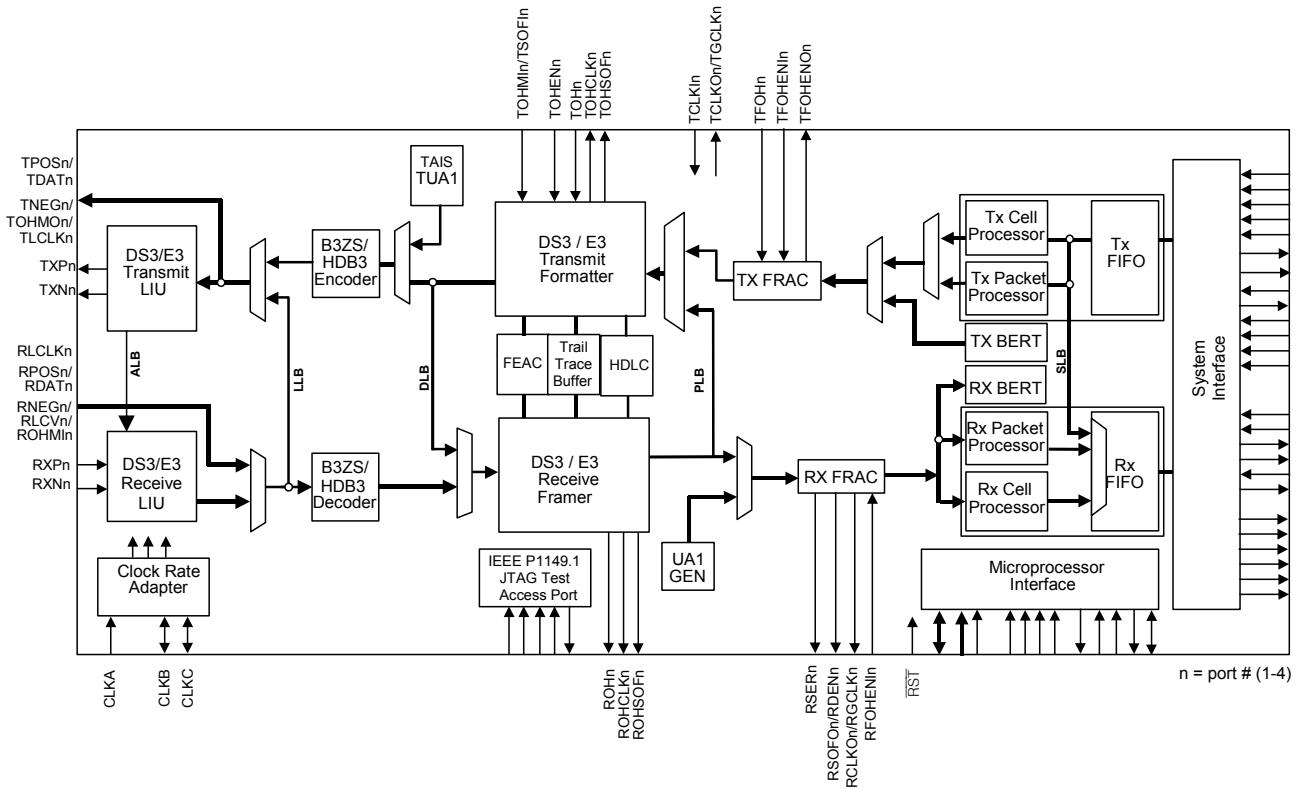 TOHMIn/TSOFIn
TOHENn
TOHn
TOHCLKn
TOHSOFn
TCLKIn
TCLKOn/TGCLKn
TFOHn
TFOHENIn
TFOHENOn
TPOSn/
TDATn
TNEGn/
TOHMOn/
TLCLKn
TXPn
TXNn
RLCLKn
RPOSn/
RDATn
RNEGn/
RLCVn/
ROHMIn
RXPn
RXNn
DS3/E3
Transmit
LIU
ALB
DS3/E3
Receive
LIU
Clock Rate
Adapter
CLKA
CLKB
CLKC
LLB
TAIS
TUA1
B3ZS/
HDB3
Encoder
B3ZS/
HDB3
Decoder
DLB
DS3 / E3
Transmit
Formatter
FEAC
Trail
Trace
Buffer
HDLC
DS3 / E3
Receive
Framer
IEEE P1149.1
JTAG Test
Access Port
ROHn
ROHCLKn
ROHSOFn
PLB
UA1
GEN
TX FRAC
RX FRAC
RSERn
RSOFOn/RDENn
RCLKOn/RGCLKn
RFOHENIn
Tx Cell
Processor
Tx Packet
Processor
Tx
FIFO
TX BERT
RX BERT
SLB
Rx Packet
Processor
Rx Cell
Processor
Rx
FIFO
Microprocessor
Interface
RST
System
Interface
n = port # (1-4)